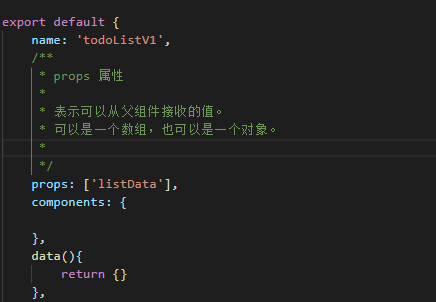 export default {
name: 'todoListV1',
/**
* props 属性
*
* 表示可以从父组件接收的值。
* 可以是一个数组，也可以是一个对象。
*
*/
props: ['listData'],
components: {
},
data(){
return {}
},